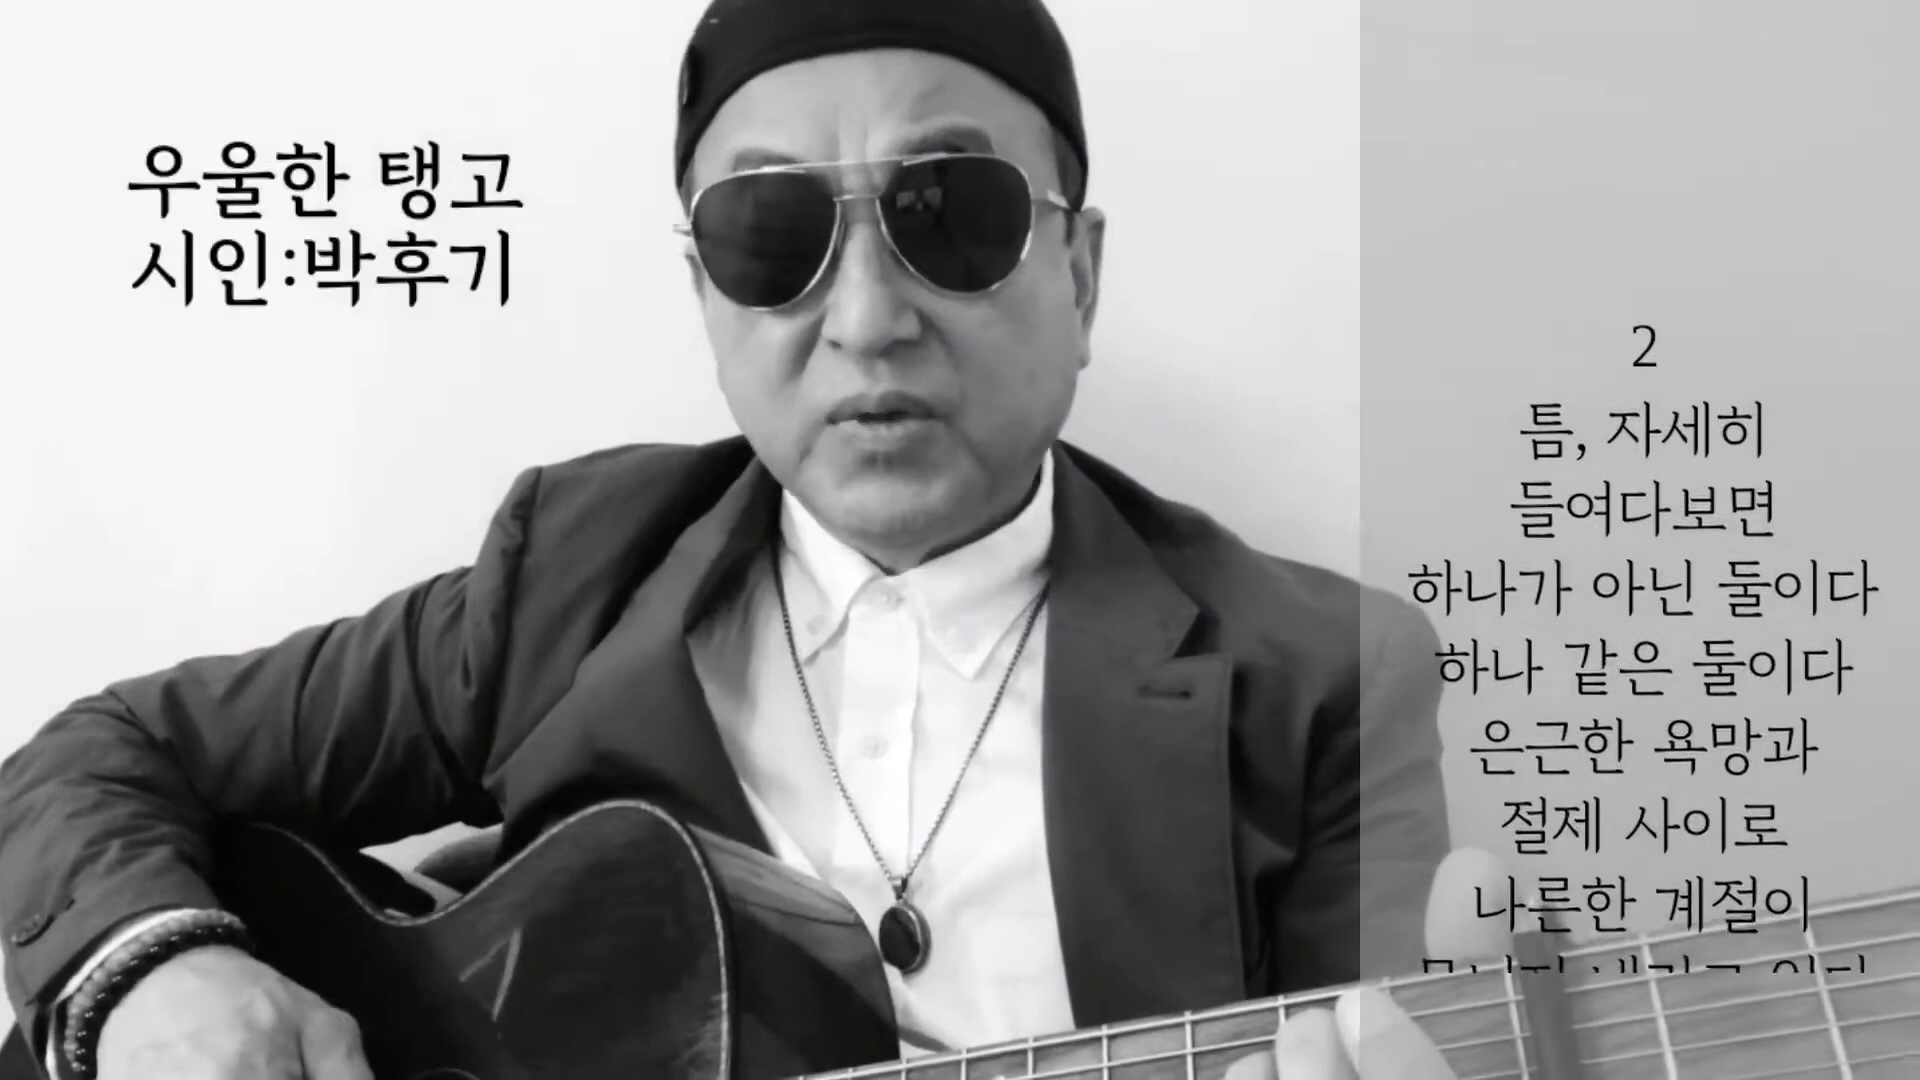 우울한 탱고
시인:박후기
2
틈, 자세히
들여다보면
하나가 아닌 둘이다
하나 같은 둘이다
은근한 욕망과
절제 사이로
나른한 계절이